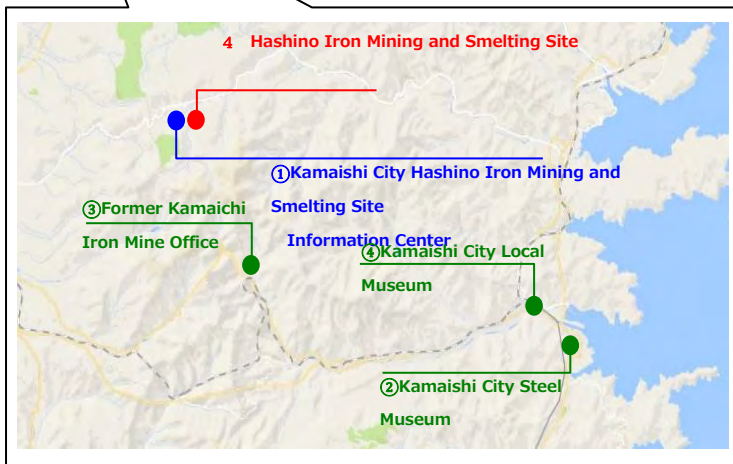 4 Hashino Iron Mining and Smelting Site
①Kamaishi City Hashino Iron Mining and
Smelting Site
Information Center
③Former Kamaichi
Iron Mine Office
④Kamaishi City Local
Museum
②Kamaishi City Steel
Museum